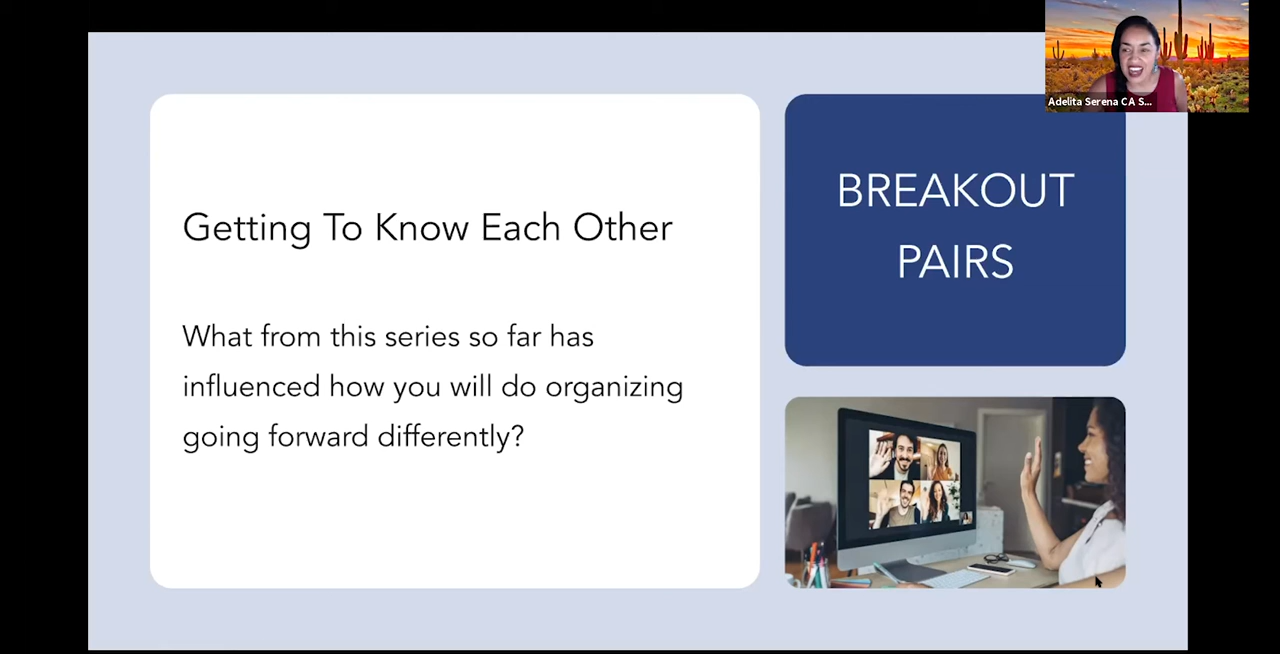 Adelita Serena CA S...
BREAKOUT
PAIRS
Getting To Know Each Other
What from this series so far has
influenced how you will do organizing
going forward differently?